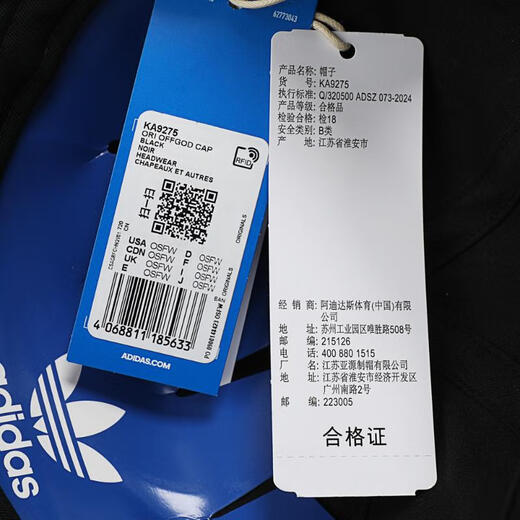 62773043
KA9275
ORI OFFGOD CAP
BLACK
NOIR
HEADWEAR
CHAPEAUX ET AUTRES
RFID
扫一扫
ORIGINALS
ORIGINALS
USA OSFW D OSFW
CDN OSFW F OSFW
UK OSFW I OSFW
E OSFW J OSFW
EAN
4 068811 185633
ADIDAS.COM
adidas
产品名称: 帽子
货 号: KA9275
执行标准: Q/320500 ADSZ 073-2024
产品等级: 合格品
检验合格: 检18
安全类别: B类
产 地: 江苏省淮安市
经 销 商: 阿迪达斯体育(中国)有限
公司
地 址: 苏州工业园区唯胜路508号
邮 编: 215126
电 话: 400 880 1515
厂 名: 江苏亚源制帽有限公司
地 址: 江苏省淮安市经济开发区
广州南路2号
邮 编: 223005
合格证